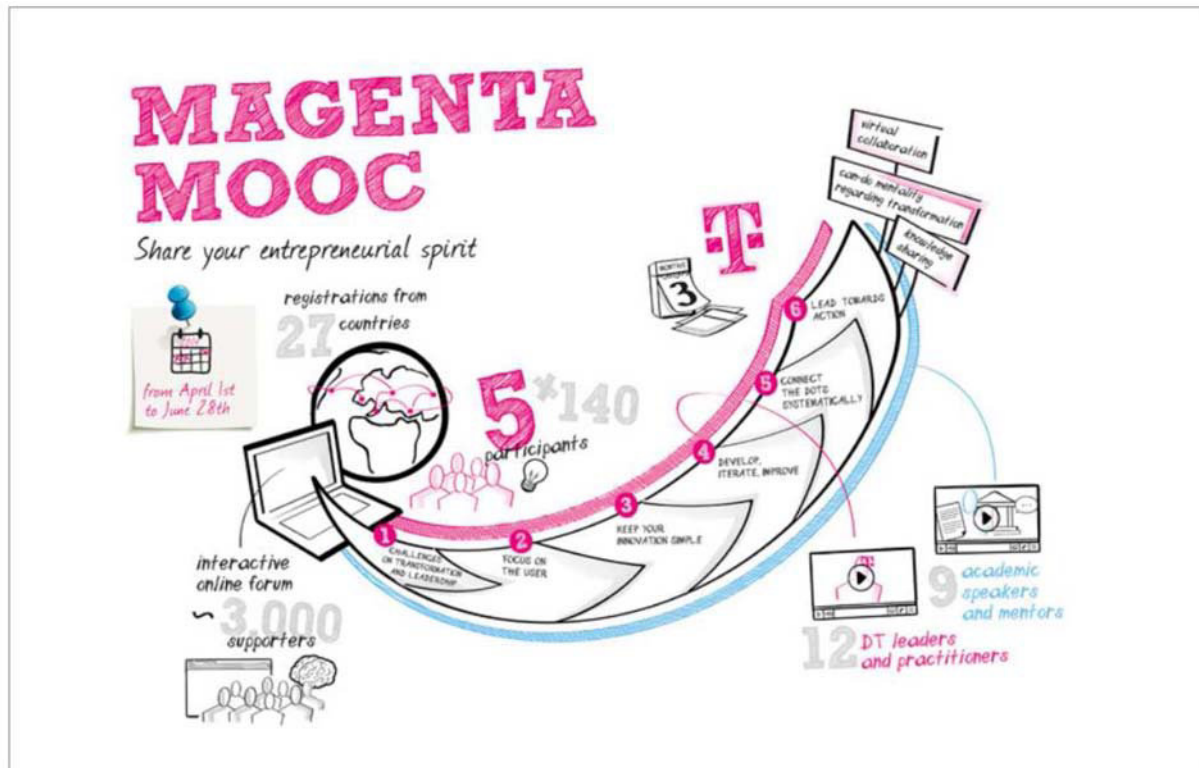 MAGENTA
MOOC
Share your entrepreneurial spirit
from April 1st
to June 28th
registrations from
27 countries
5 x 140
participants
interactive
online forum
~ 3,000
supporters
1
CHALLENGES
ON TRANSFORMATION
AND LEADERSHIP
2
FOCUS ON
THE USER
3
KEEP YOUR
INNOVATION SIMPLE
4
DEVELOP,
ITERATE, IMPROVE
5
CONNECT
THE DOTS
SYSTEMATICALLY
6
LEAD TOWARDS
ACTION
3
T
virtual
collaboration
can-do mentality
regarding transformation
knowledge
sharing
9 academic
speakers
and mentors
12 DT leaders
and practitioners